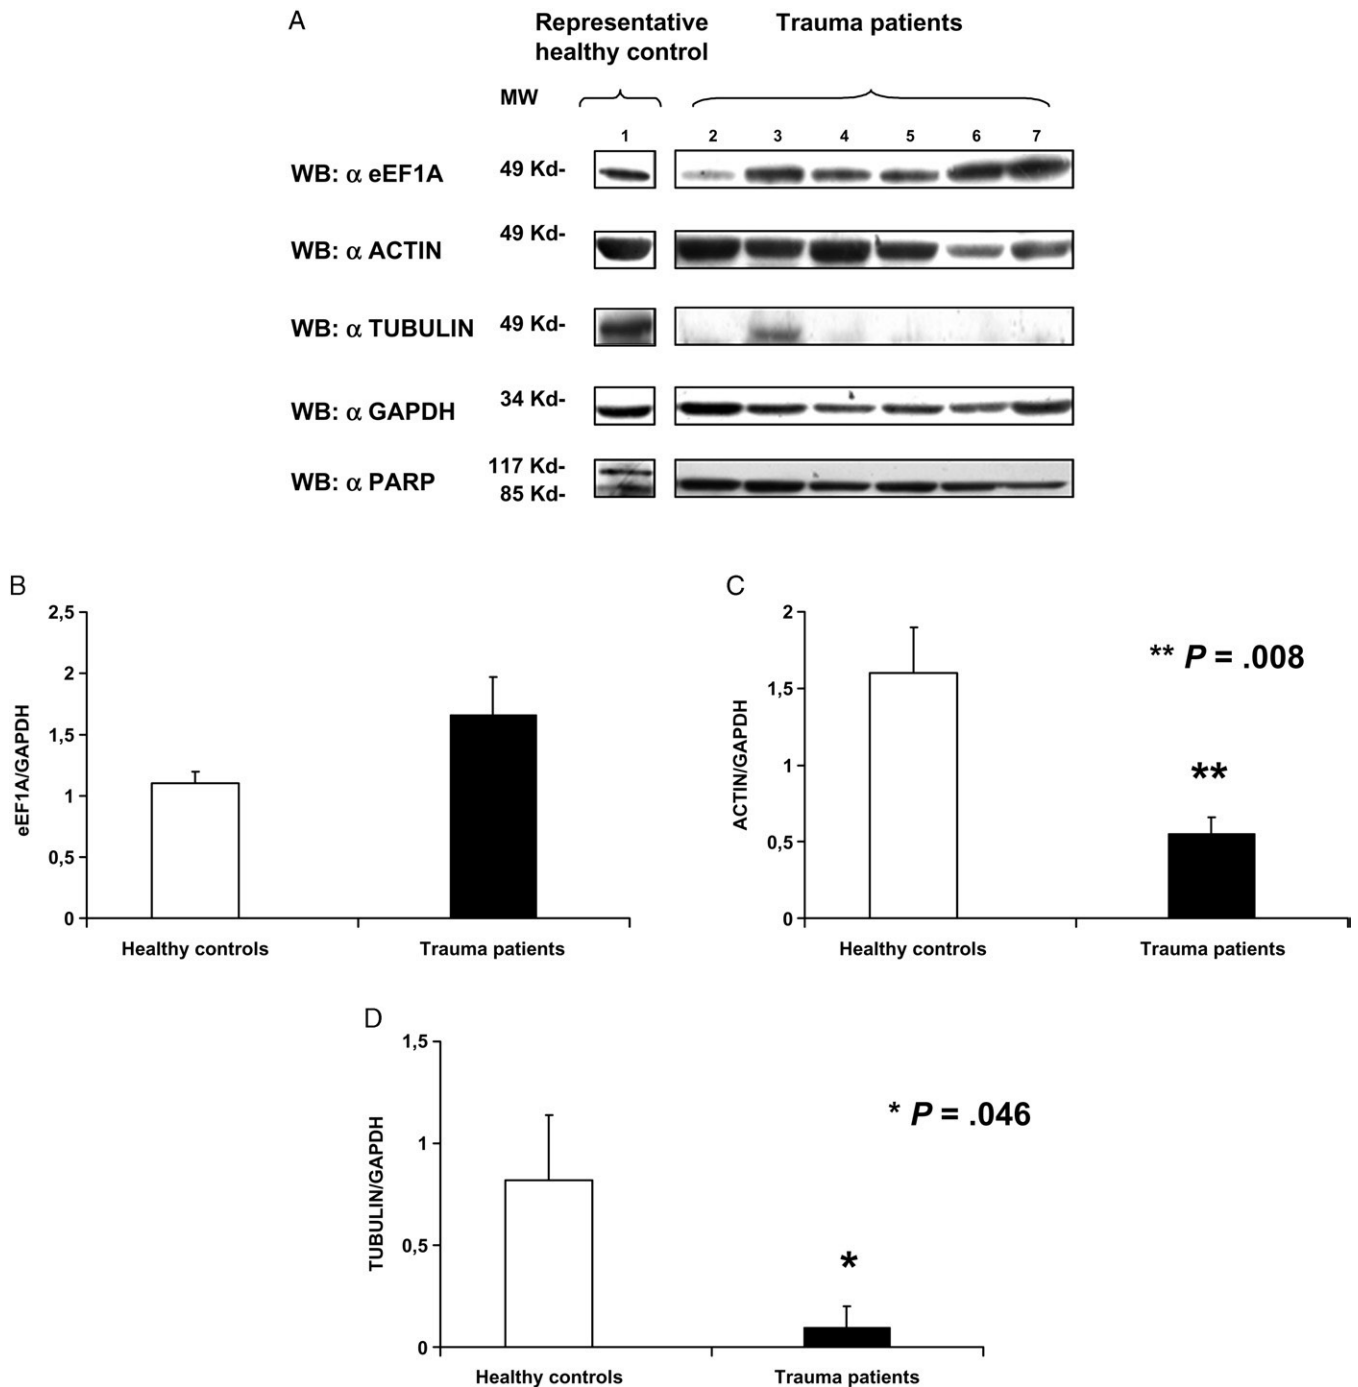 A
Representative
healthy control
Trauma patients
MW
1 2 3 4 5 6 7
WB: α eEF1A 49 Kd-
WB: α ACTIN 49 Kd-
WB: α TUBULIN 49 Kd-
WB: α GAPDH 34 Kd-
WB: α PARP 117 Kd-
85 Kd-
B
eEF1A/GAPDH
2,5
2
1,5
1
0,5
0
Healthy controls Trauma patients
C
ACTIN/GAPDH
2
1,5
1
0,5
0
** P = .008
**
Healthy controls Trauma patients
D
TUBULIN/GAPDH
1,5
1
0,5
0
* P = .046
*
Healthy controls Trauma patients